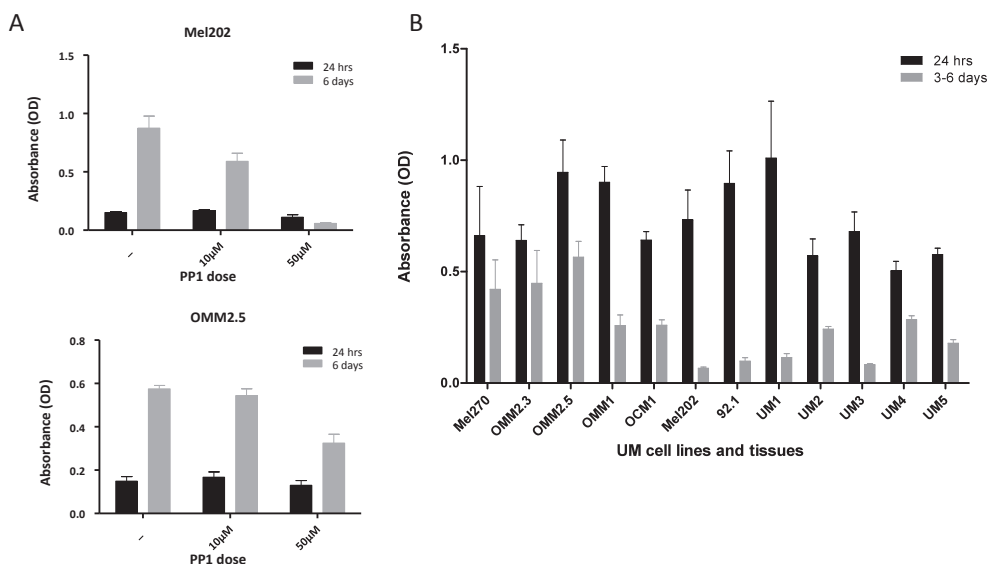 A
Mel202
1.5
1.0
0.5
0.0
Absorbance (OD)
24 hrs
6 days
–
10µM
50µM
PP1 dose
OMM2.5
0.8
0.6
0.4
0.2
0.0
Absorbance (OD)
24 hrs
6 days
–
10µM
50µM
PP1 dose
B
1.5
1.0
0.5
0.0
Absorbance (OD)
24 hrs
3-6 days
Mel270
OMM2.3
OMM2.5
OMM1
OCM1
Mel202
92.1
UM1
UM2
UM3
UM4
UM5
UM cell lines and tissues